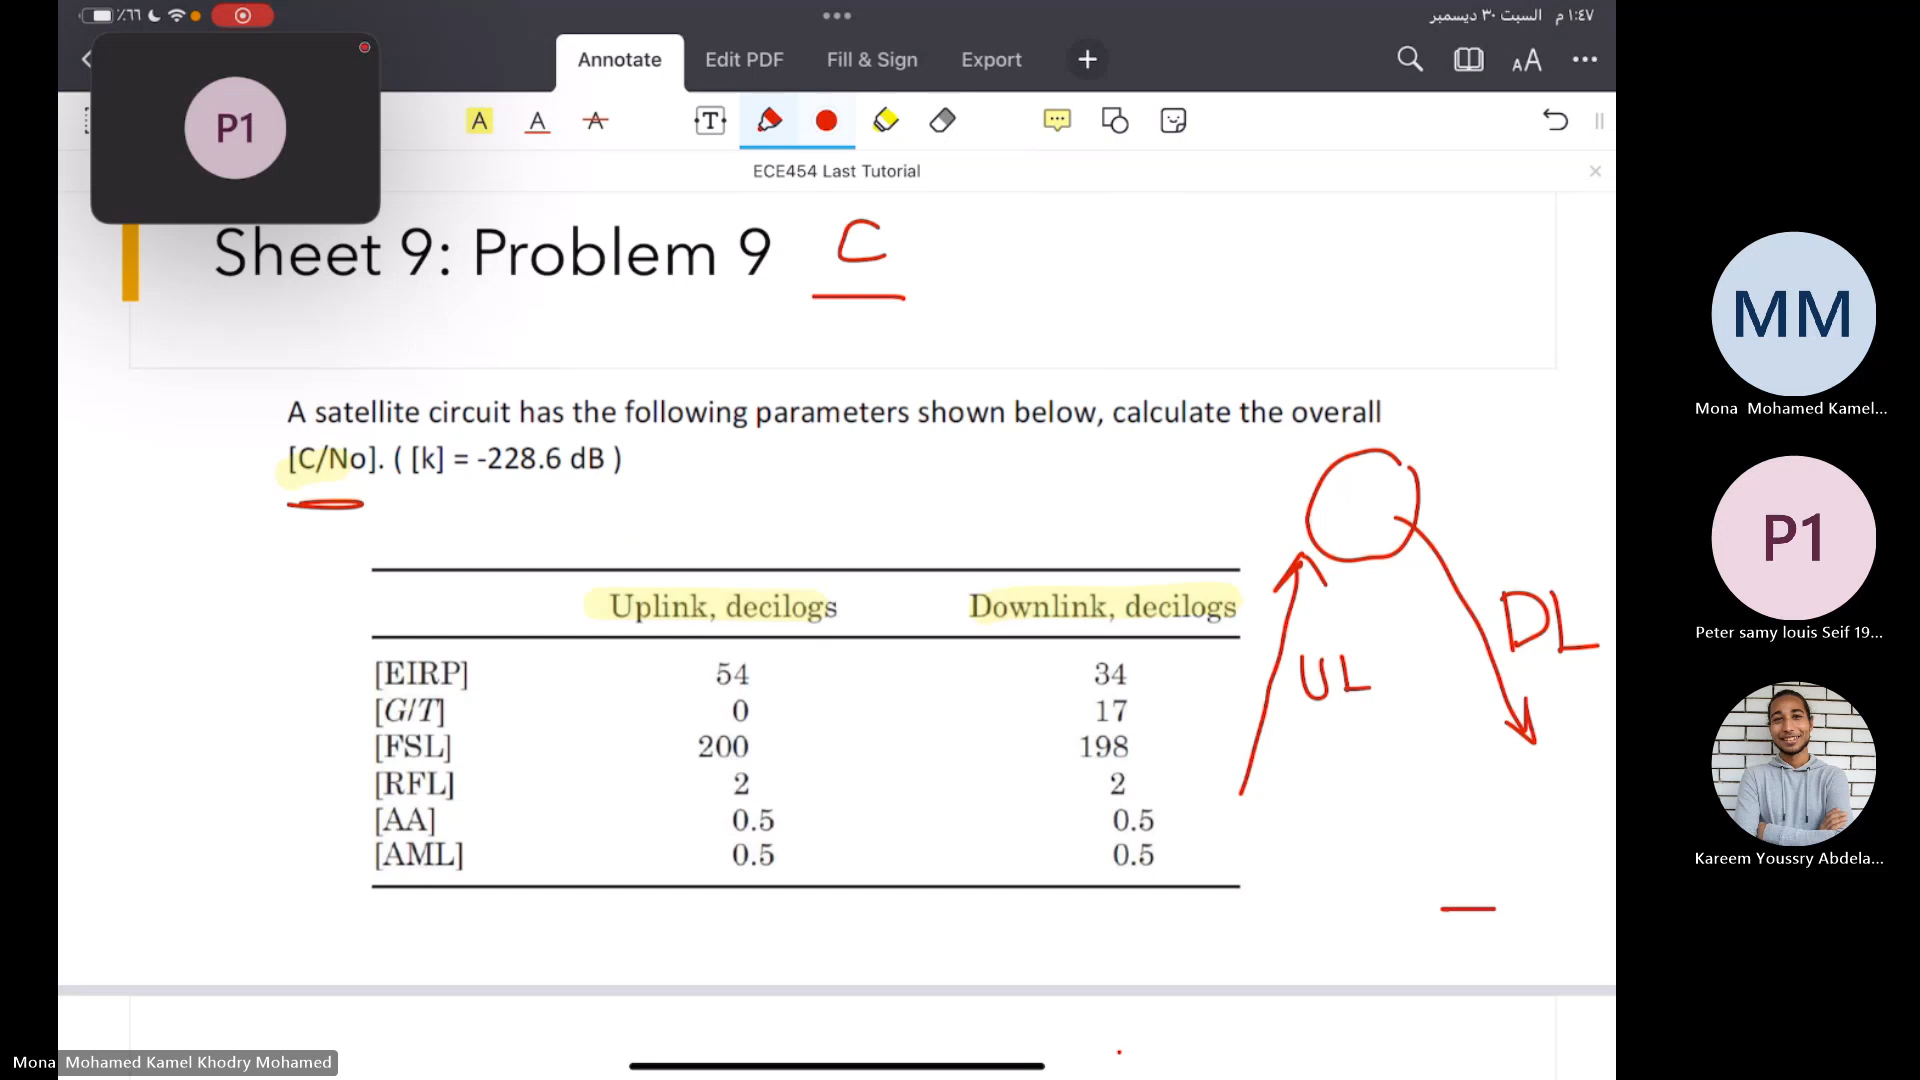 ٪٦٦
١:٤٧ م السبت ٣٠ ديسمبر
P1
Annotate
Edit PDF
Fill & Sign
Export
AA
A
A
A
T
ECE454 Last Tutorial
Sheet 9: Problem 9 C
A satellite circuit has the following parameters shown below, calculate the overall
[C/No]. ( [k] = -228.6 dB )
Uplink, decilogs Downlink, decilogs
[EIRP] 54 34
[G/T] 0 17
[FSL] 200 198
[RFL] 2 2
[AA] 0.5 0.5
[AML] 0.5 0.5
UL
DL
MM
Mona Mohamed Kamel...
P1
Peter samy louis Seif 19...
Kareem Youssry Abdela...
Mona Mohamed Kamel Khodry Mohamed